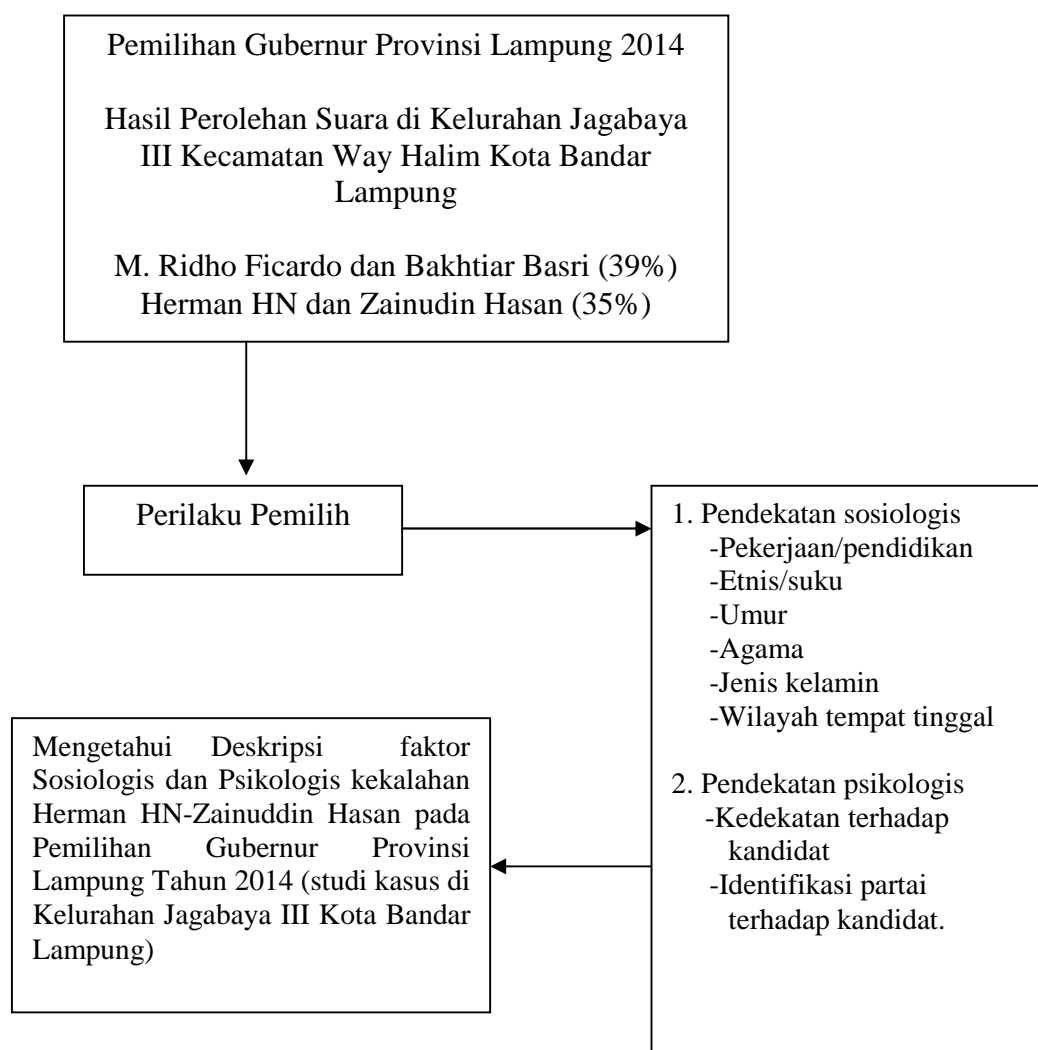 Pemilihan Gubernur Provinsi Lampung 2014
Hasil Perolehan Suara di Kelurahan Jagabaya
III Kecamatan Way Halim Kota Bandar
Lampung
M. Ridho Ficardo dan Bakhtiar Basri (39%)
Herman HN dan Zainudin Hasan (35%)
Perilaku Pemilih
1. Pendekatan sosiologis
-Pekerjaan/pendidikan
-Etnis/suku
-Umur
-Agama
-Jenis kelamin
-Wilayah tempat tinggal
2. Pendekatan psikologis
-Kedekatan terhadap
kandidat
-Identifikasi partai
terhadap kandidat.
Mengetahui Deskripsi faktor
Sosiologis dan Psikologis kekalahan
Herman HN-Zainuddin Hasan pada
Pemilihan Gubernur Provinsi
Lampung Tahun 2014 (studi kasus di
Kelurahan Jagabaya III Kota Bandar
Lampung)